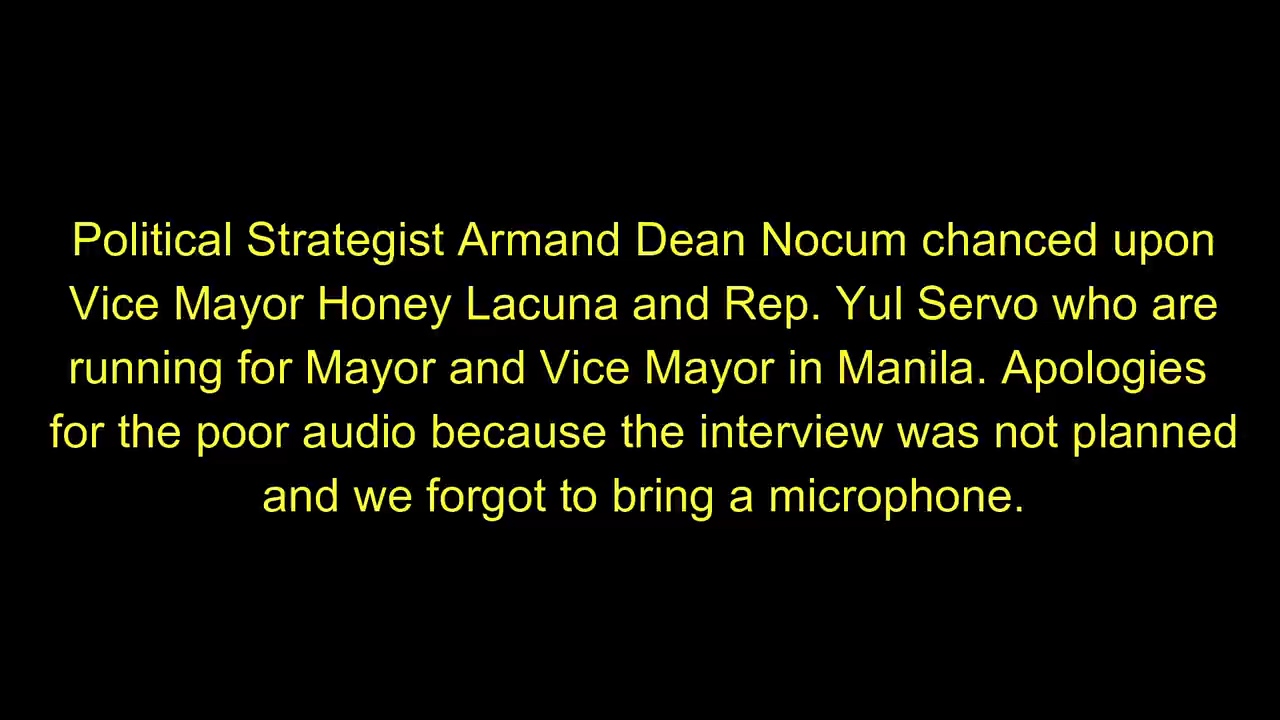 Political Strategist Armand Dean Nocum chanced upon
Vice Mayor Honey Lacuna and Rep. Yul Servo who are
running for Mayor and Vice Mayor in Manila. Apologies
for the poor audio because the interview was not planned
and we forgot to bring a microphone.